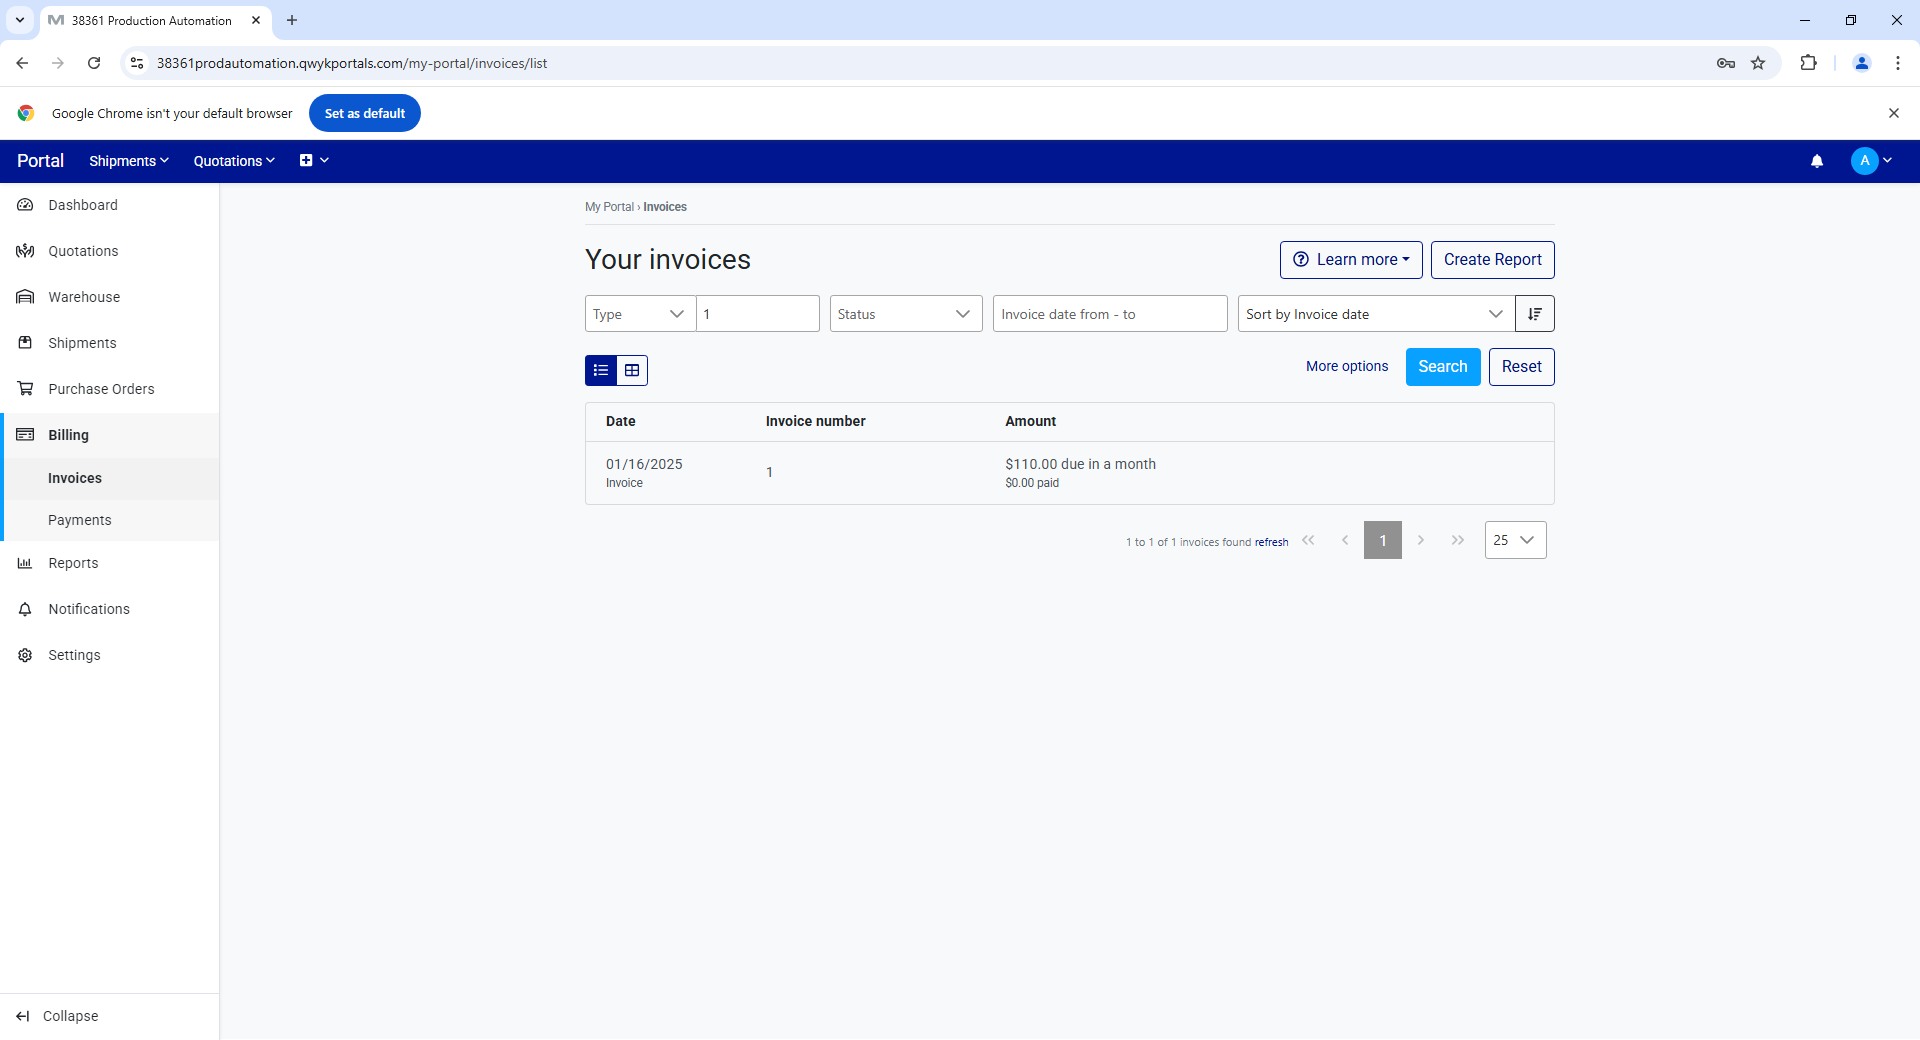 38361 Production Automation
38361prodautomation.qwykportals.com/my-portal/invoices/list
Google Chrome isn't your default browser
Set as default
Portal
Shipments
Quotations
A
Dashboard
Quotations
Warehouse
Shipments
Purchase Orders
Billing
Invoices
Payments
Reports
Notifications
Settings
Collapse
My Portal › Invoices
Your invoices
Learn more
Create Report
Type
1
Status
Invoice date from - to
Sort by Invoice date
More options
Search
Reset
Date Invoice number Amount
01/16/2025 1 $110.00 due in a month
Invoice $0.00 paid
1 to 1 of 1 invoices found refresh
1
25